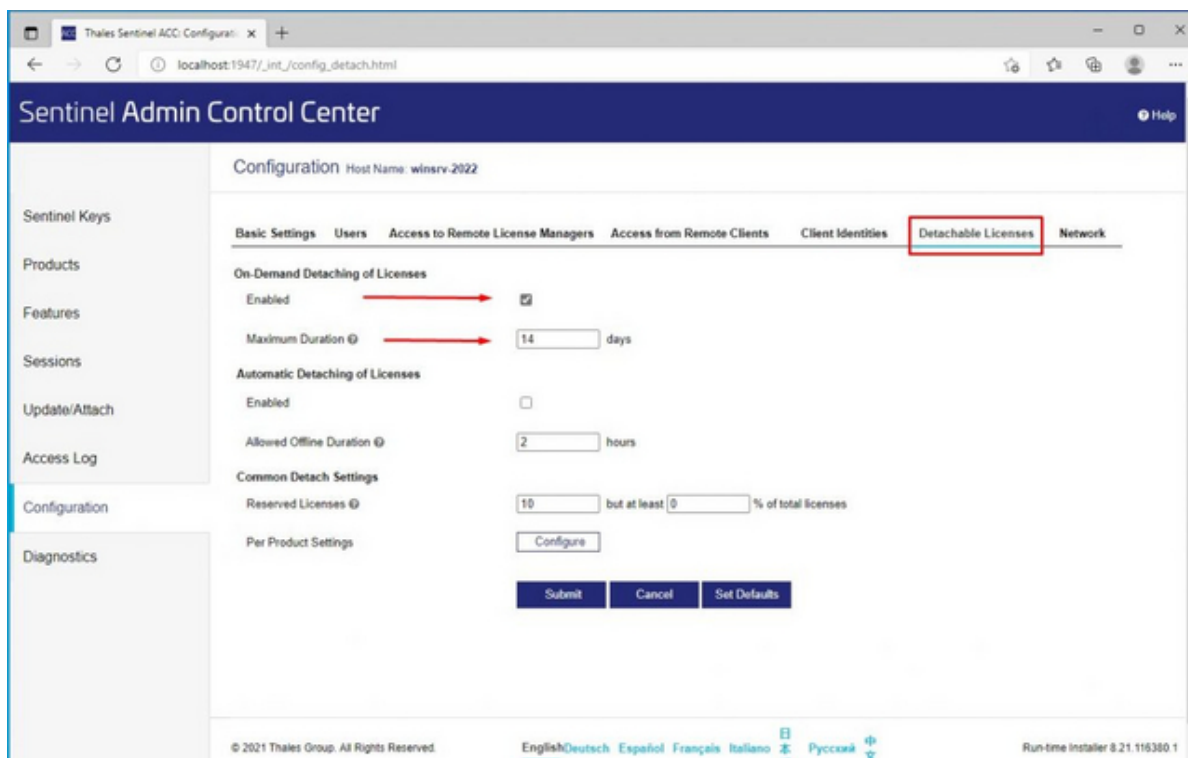 Thales Sentinel ACC: Configurati
localhost:1947/_int_/config_detach.html
Sentinel Admin Control Center
Help
Configuration Host Name: winsrv-2022
Sentinel Keys
Products
Features
Sessions
Update/Attach
Access Log
Configuration
Diagnostics
Basic Settings Users Access to Remote License Managers Access from Remote Clients Client Identities Detachable Licenses Network
On-Demand Detaching of Licenses
Enabled
Maximum Duration 14 days
Automatic Detaching of Licenses
Enabled
Allowed Offline Duration 2 hours
Common Detach Settings
Reserved Licenses 10 but at least 0 % of total licenses
Per Product Settings Configure
Submit Cancel Set Defaults
© 2021 Thales Group. All Rights Reserved.
English Deutsch Español Français Italiano 日本 Русский 中文
Run-time Installer 8.21.116380.1